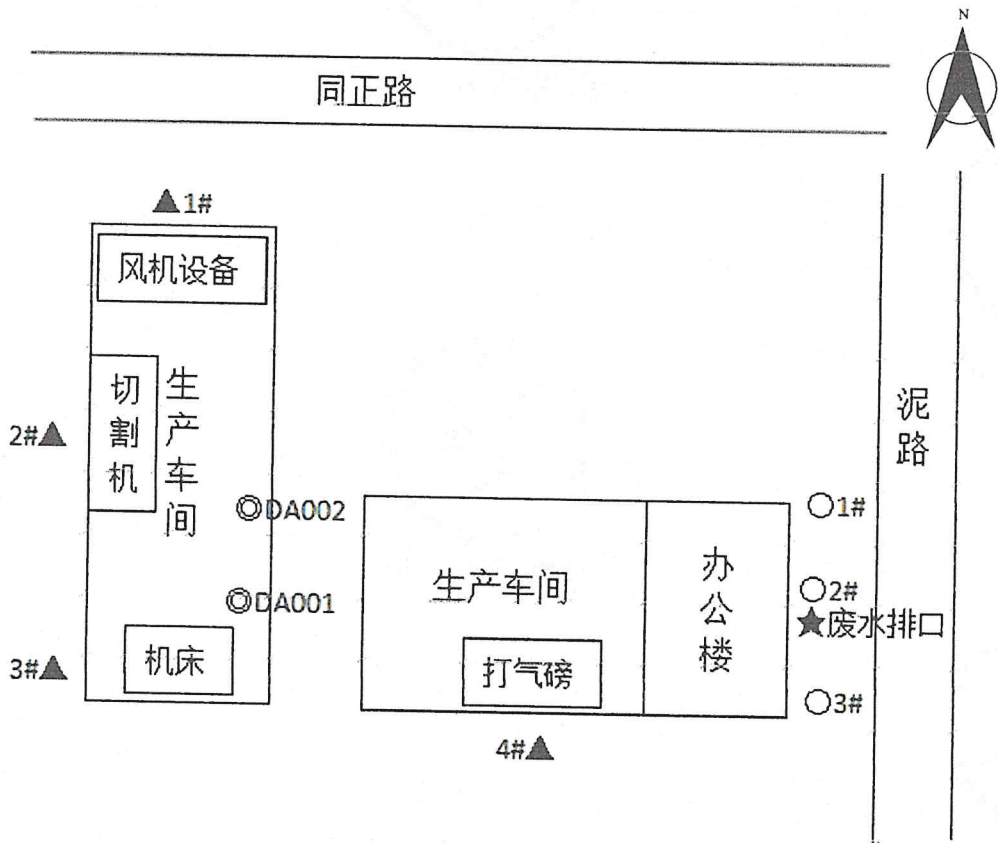 N
同正路
▲1#
风机设备
切割机
生产车间
2#▲
泥路
◎DA002
○1#
生产车间
办公楼
○2#
◎DA001
★废水排口
机床
3#▲
打气磅
○3#
4#▲